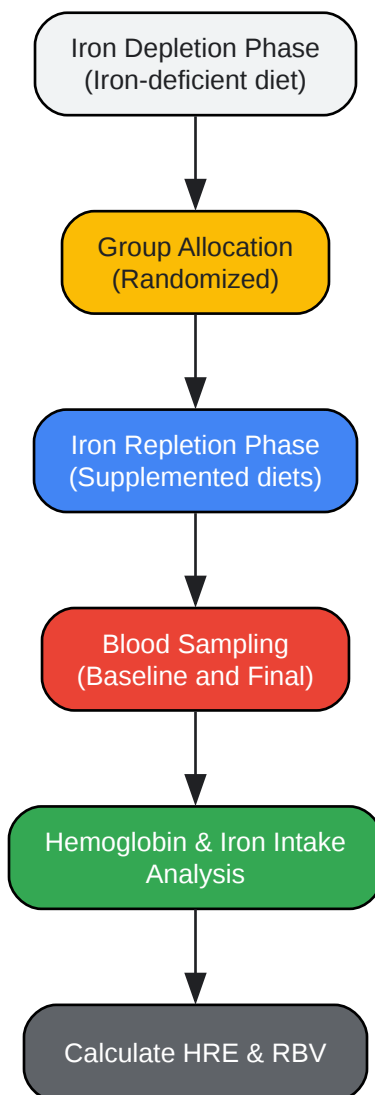 Iron Depletion Phase
(Iron-deficient diet)
Group Allocation
(Randomized)
Iron Repletion Phase
(Supplemented diets)
Blood Sampling
(Baseline and Final)
Hemoglobin & Iron Intake
Analysis
Calculate HRE & RBV